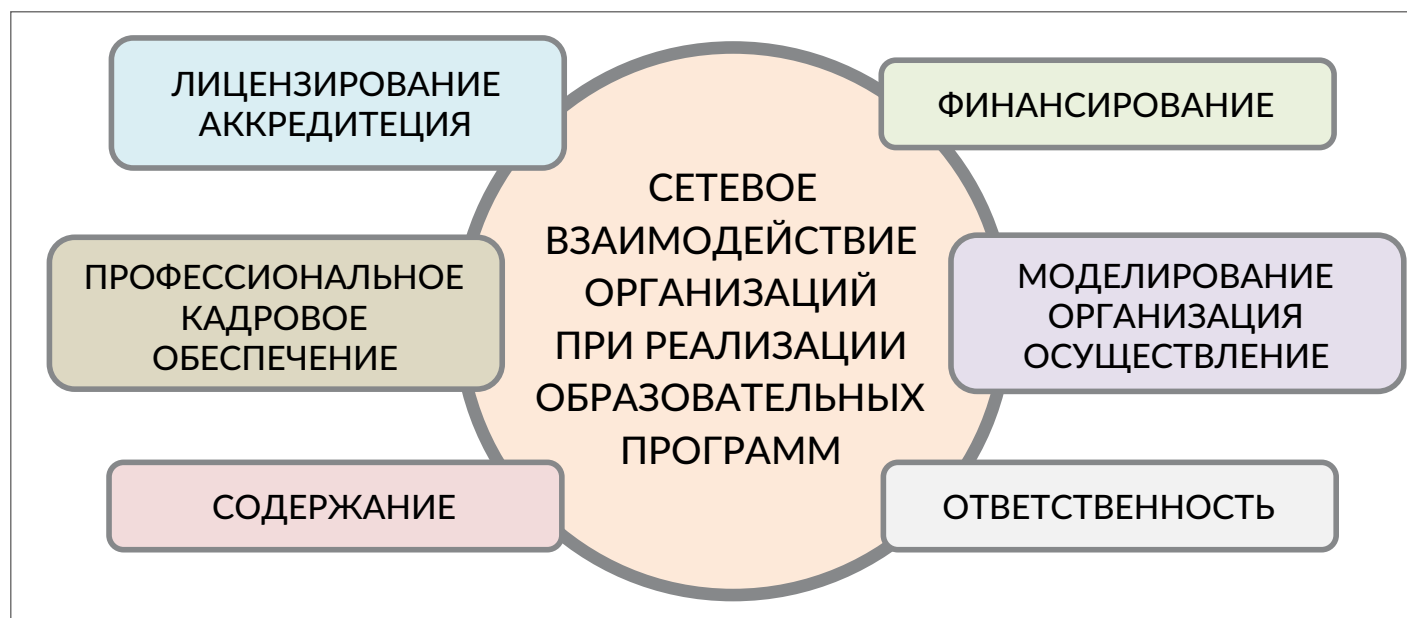 ЛИЦЕНЗИРОВАНИЕ
АККРЕДИТЕЦИЯ
ПРОФЕССИОНАЛЬНОЕ
КАДРОВОЕ
ОБЕСПЕЧЕНИЕ
СОДЕРЖАНИЕ
СЕТЕВОЕ
ВЗАИМОДЕЙСТВИЕ
ОРГАНИЗАЦИЙ
ПРИ РЕАЛИЗАЦИИ
ОБРАЗОВАТЕЛЬНЫХ
ПРОГРАММ
ФИНАНСИРОВАНИЕ
МОДЕЛИРОВАНИЕ
ОРГАНИЗАЦИЯ
ОСУЩЕСТВЛЕНИЕ
ОТВЕТСТВЕННОСТЬ